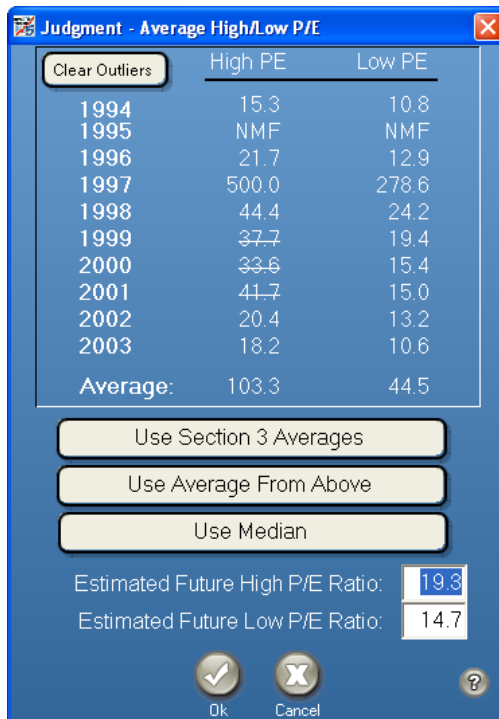 Judgment - Average High/Low P/E
Clear Outliers High PE Low PE
1994 15.3 10.8
1995 NMF NMF
1996 21.7 12.9
1997 500.0 278.6
1998 44.4 24.2
1999 37.7 19.4
2000 33.6 15.4
2001 41.7 15.0
2002 20.4 13.2
2003 18.2 10.6
Average: 103.3 44.5
Use Section 3 Averages
Use Average From Above
Use Median
Estimated Future High P/E Ratio: 19.3
Estimated Future Low P/E Ratio: 14.7
Ok Cancel ?